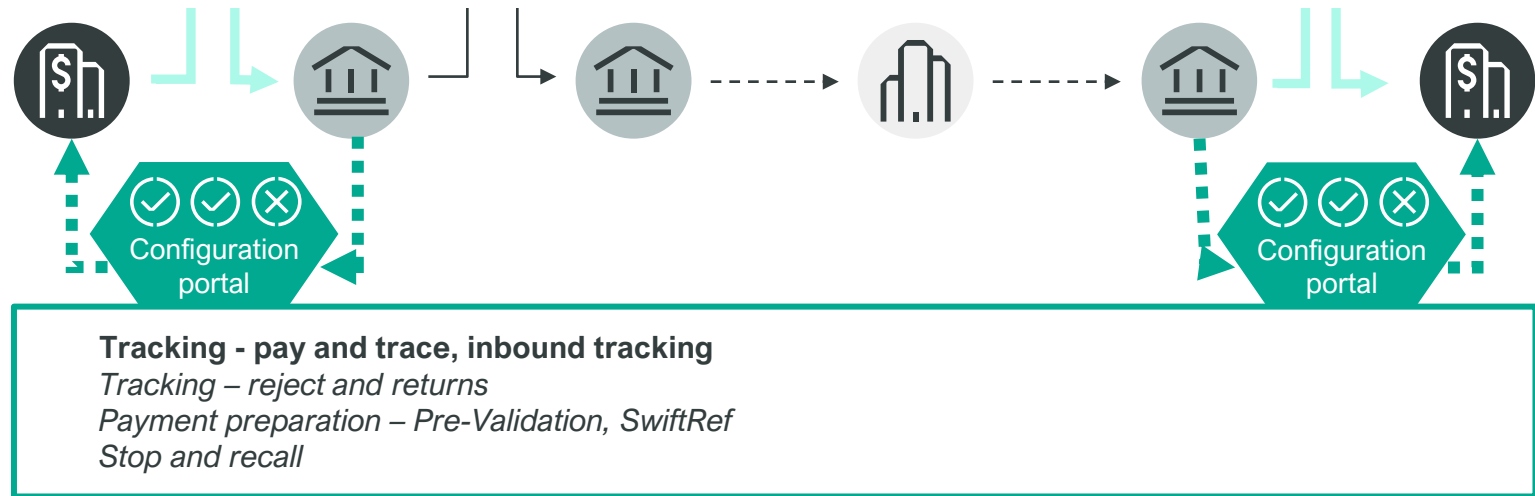 $
$
Configuration
portal
Configuration
portal
Tracking - pay and trace, inbound tracking
Tracking – reject and returns
Payment preparation – Pre-Validation, SwiftRef
Stop and recall